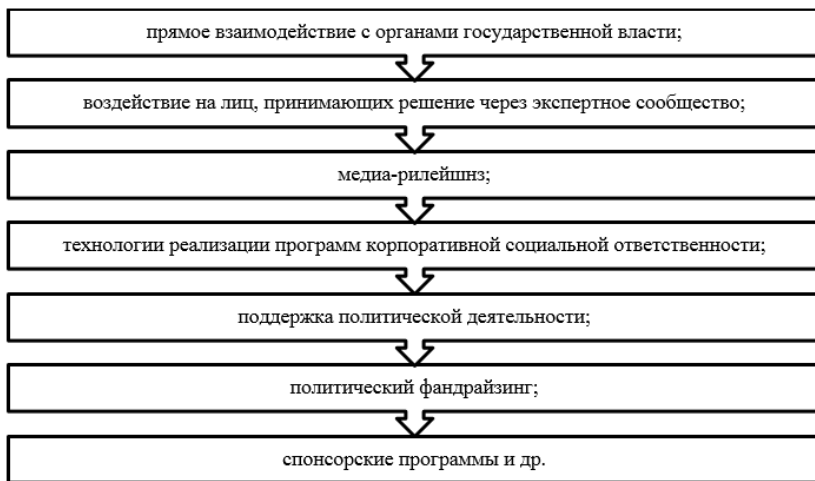 прямое взаимодействие с органами государственной власти;
воздействие на лиц, принимающих решение через экспертное сообщество;
медиа-рилейшнз;
технологии реализации программ корпоративной социальной ответственности;
поддержка политической деятельности;
политический фандрайзинг;
спонсорские программы и др.